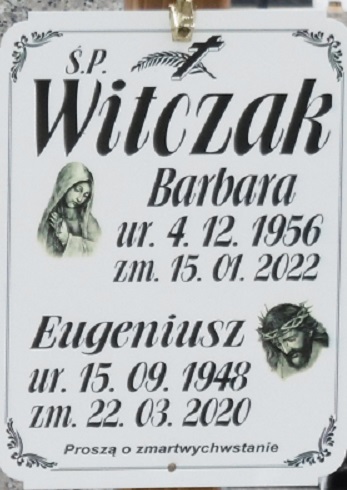 Ś.P.
Witczak
Barbara
ur. 4. 12. 1956
zm. 15. 01. 2022
Eugeniusz
ur. 15. 09. 1948
zm. 22. 03. 2020
Proszą o zmartwychwstanie